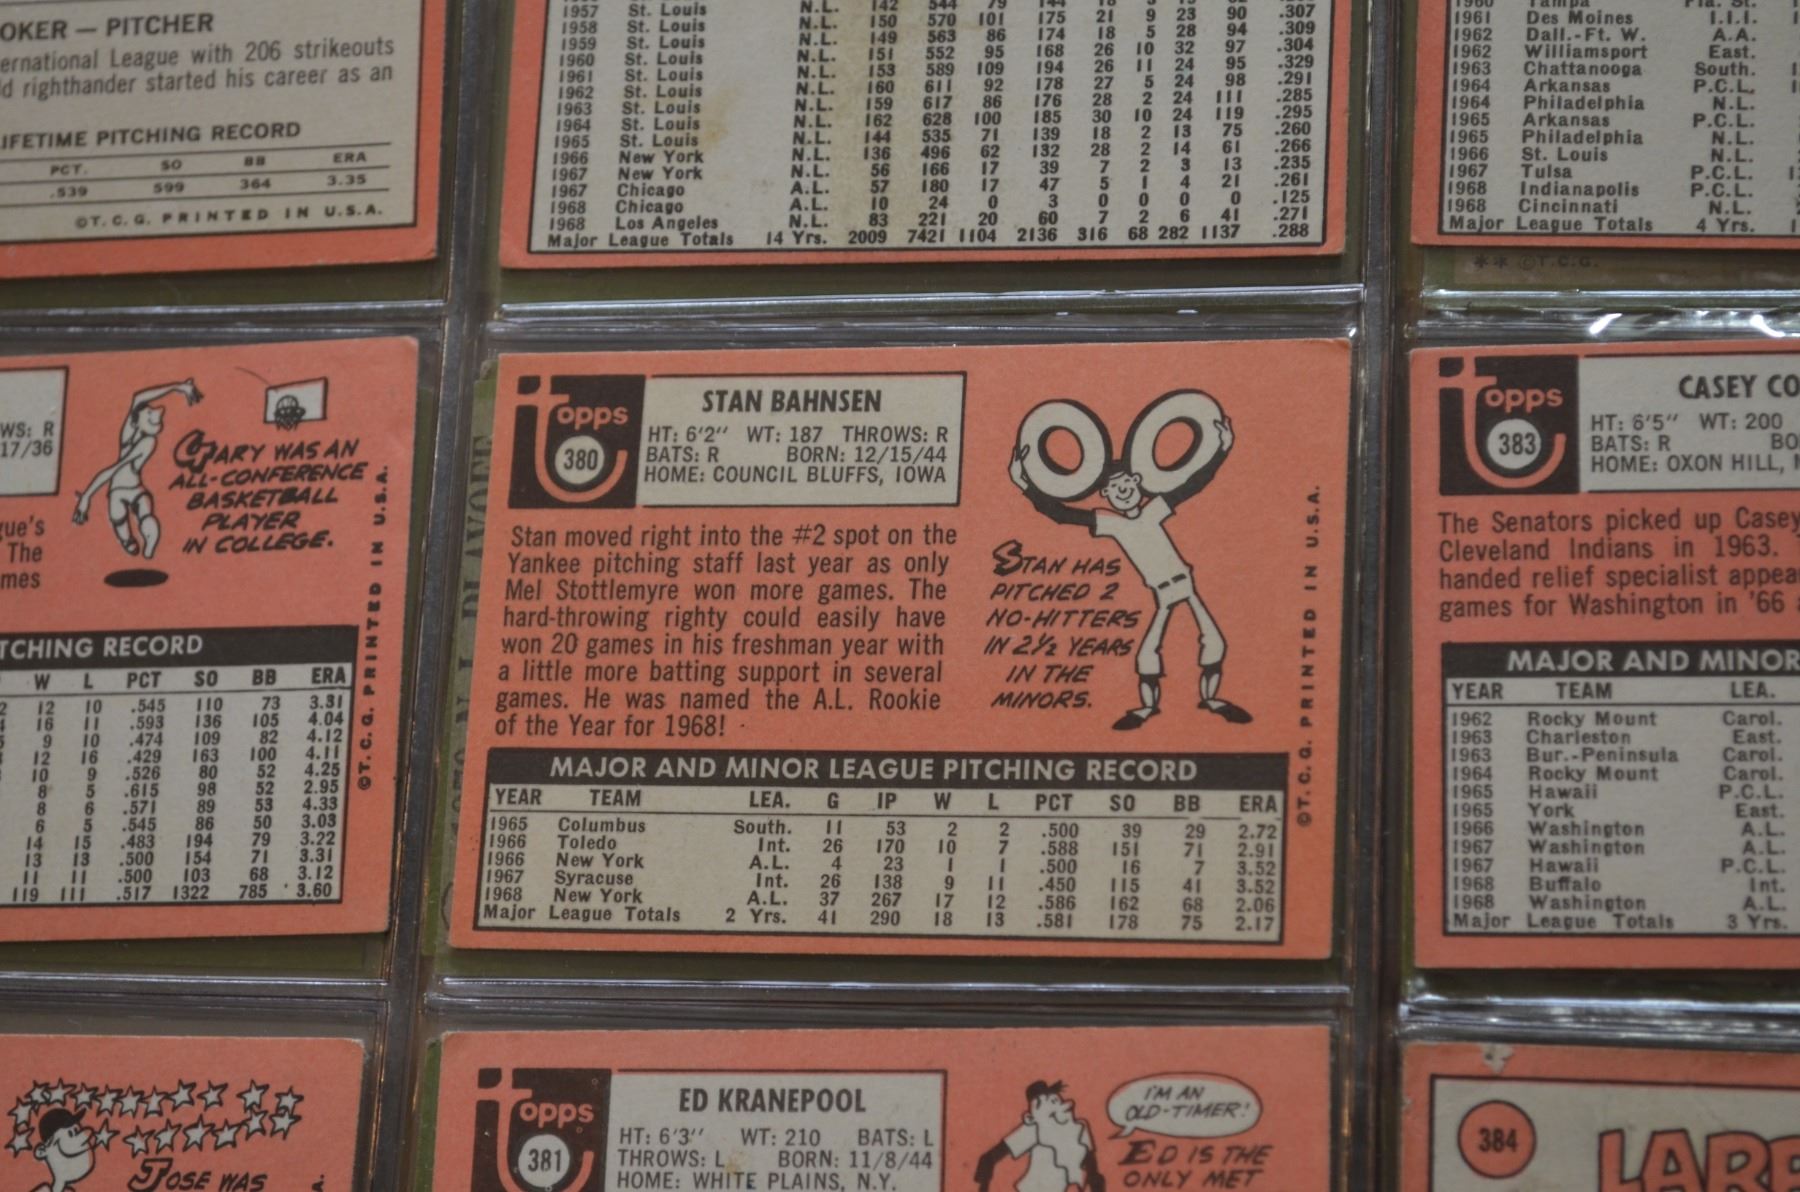 OKER — PITCHER
ernational League with 206 strikeouts
d righthander started his career as an
IFETIME PITCHING RECORD
PCT. SO BB ERA
.539 599 364 3.35
©T. C. G. PRINTED IN U.S.A.
1957 St. Louis N.L. 142 544 79 144
1958 St. Louis N.L. 150 570 101 175 21 9 23 90 .307
1959 St. Louis N.L. 149 563 86 174 18 5 28 94 .309
1960 St. Louis N.L. 151 552 95 168 26 10 32 97 .304
1961 St. Louis N.L. 153 589 109 194 26 11 24 95 .329
1962 St. Louis N.L. 160 611 92 178 27 5 24 98 .291
1963 St. Louis N.L. 159 617 86 176 28 2 24 111 .285
1964 St. Louis N.L. 162 628 100 185 30 10 24 119 .295
1965 St. Louis N.L. 144 535 71 139 18 2 13 75 .260
1966 New York N.L. 136 496 62 132 28 2 14 61 .266
1967 New York N.L. 56 166 17 39 7 2 3 13 .235
1967 Chicago A.L. 57 180 17 47 5 1 4 21 .261
1968 Chicago A.L. 10 24 0 3 0 0 0 0 .125
1968 Los Angeles N.L. 83 221 20 60 7 2 6 41 .271
Major League Totals 14 Yrs. 2009 7421 1104 2136 316 68 282 1137 .288
1960 Tampa Fla. St.
1961 Des Moines I.I.I.
1962 Dall.-Ft. W. A.A.
1962 Williamsport East.
1963 Chattanooga South.
1964 Arkansas P.C.L.
1964 Philadelphia N.L.
1965 Arkansas P.C.L.
1965 Philadelphia N.L.
1966 St. Louis N.L.
1967 Tulsa P.C.L.
1968 Indianapolis P.C.L.
1968 Cincinnati N.L.
Major League Totals 4 Yrs.
** ©T.C.G.
WS: R
17/36
GARY WAS AN
ALL-CONFERENCE
BASKETBALL
PLAYER
IN COLLEGE.
gue's
The
mes
TCHING RECORD
W L PCT SO BB ERA
12 10 .545 110 73 3.31
16 11 .593 136 105 4.04
9 10 .474 109 82 4.12
12 16 .429 163 100 4.11
10 9 .526 80 52 4.25
8 5 .615 98 52 2.95
8 6 .571 89 53 4.33
6 5 .545 86 50 3.03
14 15 .483 194 79 3.22
13 13 .500 154 71 3.31
11 11 .500 103 68 3.12
119 111 .517 1322 785 3.60
©T. C. G. PRINTED IN U.S.A.
Topps
380
STAN BAHNSEN
HT: 6'2" WT: 187 THROWS: R
BATS: R BORN: 12/15/44
HOME: COUNCIL BLUFFS, IOWA
Stan moved right into the #2 spot on the
Yankee pitching staff last year as only
Mel Stottlemyre won more games. The
hard-throwing righty could easily have
won 20 games in his freshman year with
a little more batting support in several
games. He was named the A.L. Rookie
of the Year for 1968!
STAN HAS
PITCHED 2
NO-HITTERS
IN 2½ YEARS
IN THE
MINORS.
MAJOR AND MINOR LEAGUE PITCHING RECORD
YEAR TEAM LEA. G IP W L PCT SO BB ERA
1965 Columbus South. 11 53 2 2 .500 39 29 2.72
1966 Toledo Int. 26 170 10 7 .588 151 71 2.91
1966 New York A.L. 4 23 1 1 .500 16 7 3.52
1967 Syracuse Int. 26 138 9 11 .450 115 41 3.52
1968 New York A.L. 37 267 17 12 .586 162 68 2.06
Major League Totals 2 Yrs. 41 290 18 13 .581 178 75 2.17
©T. C. G. PRINTED IN U.S.A.
Topps
383
CASEY CO
HT: 6'5" WT: 200
BATS: R BO
HOME: OXON HILL,
The Senators picked up Casey
Cleveland Indians in 1963.
handed relief specialist appea
games for Washington in '66
MAJOR AND MINOR
YEAR TEAM LEA.
1962 Rocky Mount Carol.
1963 Charleston East.
1963 Bur.-Peninsula Carol.
1964 Rocky Mount Carol.
1965 Hawaii P.C.L.
1965 York East.
1966 Washington A.L.
1967 Washington A.L.
1967 Hawaii P.C.L.
1968 Buffalo Int.
1968 Washington A.L.
Major League Totals 3 Yrs.
JOSE WAS
Topps
381
ED KRANEPOOL
HT: 6'3" WT: 210 BATS: L
THROWS: L BORN: 11/8/44
HOME: WHITE PLAINS, N.Y.
I'M AN
OLD-TIMER!
ED IS THE
ONLY MET
384
LARR